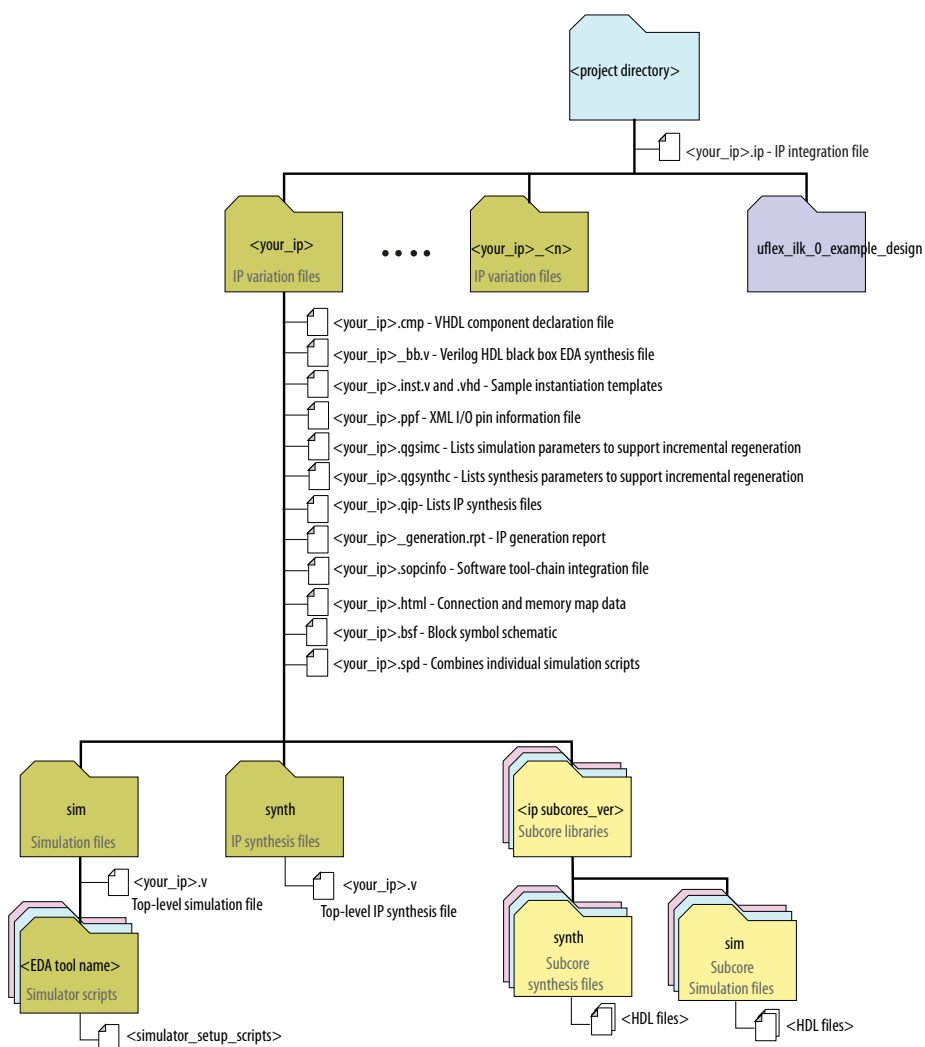 <project directory>
<your_ip>.ip - IP integration file
<your_ip>
IP variation files
<your_ip>_<n>
IP variation files
uflex_ilk_0_example_design
<your_ip>.cmp - VHDL component declaration file
<your_ip>_bb.v - Verilog HDL black box EDA synthesis file
<your_ip>.inst.v and .vhd - Sample instantiation templates
<your_ip>.ppf - XML I/O pin information file
<your_ip>.qgsimc - Lists simulation parameters to support incremental regeneration
<your_ip>.qgsynthc - Lists synthesis parameters to support incremental regeneration
<your_ip>.qip- Lists IP synthesis files
<your_ip>_generation.rpt - IP generation report
<your_ip>.sopcinfo - Software tool-chain integration file
<your_ip>.html - Connection and memory map data
<your_ip>.bsf - Block symbol schematic
<your_ip>.spd - Combines individual simulation scripts
sim
Simulation files
synth
IP synthesis files
<ip subcores_ver>
Subcore libraries
<your_ip>.v
Top-level simulation file
<your_ip>.v
Top-level IP synthesis file
<EDA tool name>
Simulator scripts
synth
Subcore
synthesis files
sim
Subcore
Simulation files
<HDL files>
<HDL files>
<simulator_setup_scripts>